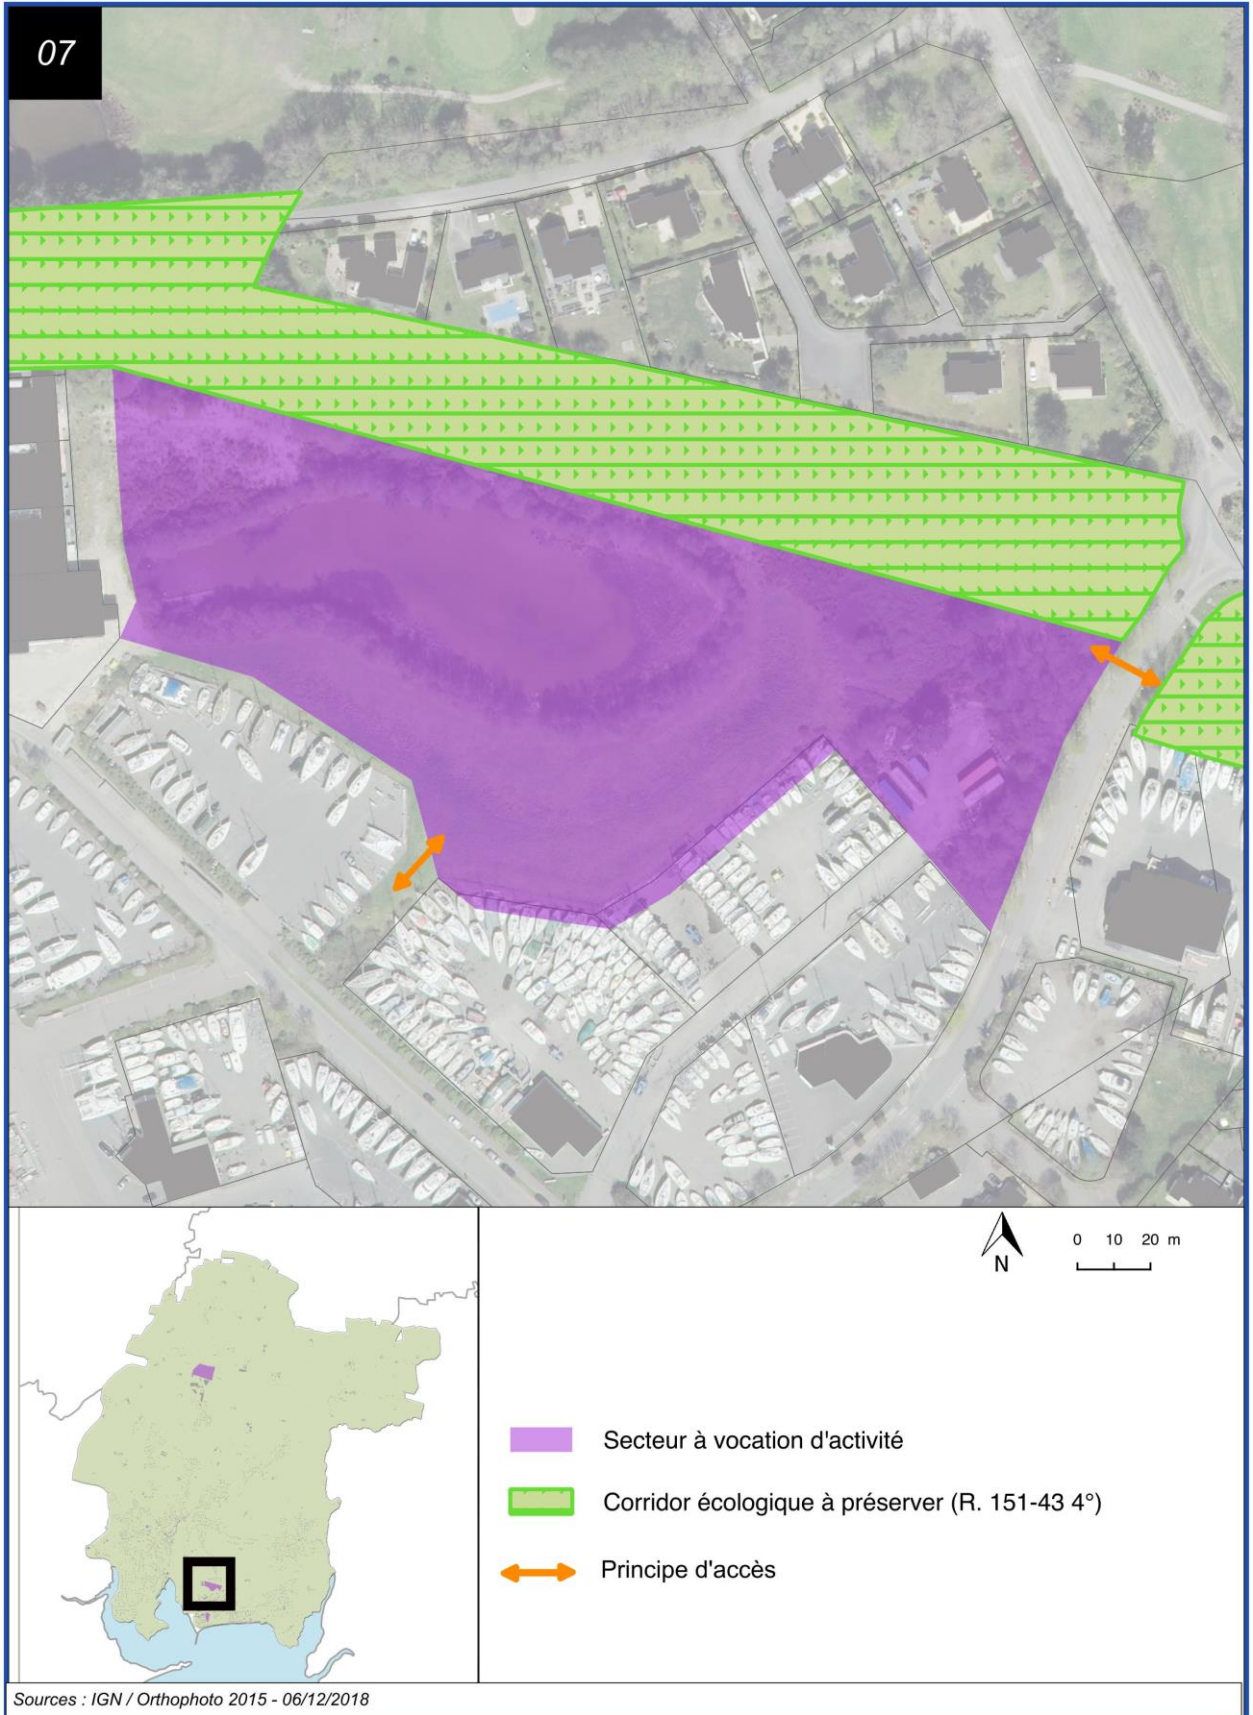 07
N
0 10 20 m
Secteur à vocation d'activité
Corridor écologique à préserver (R. 151-43 4°)
Principe d'accès
Sources : IGN / Orthophoto 2015 - 06/12/2018